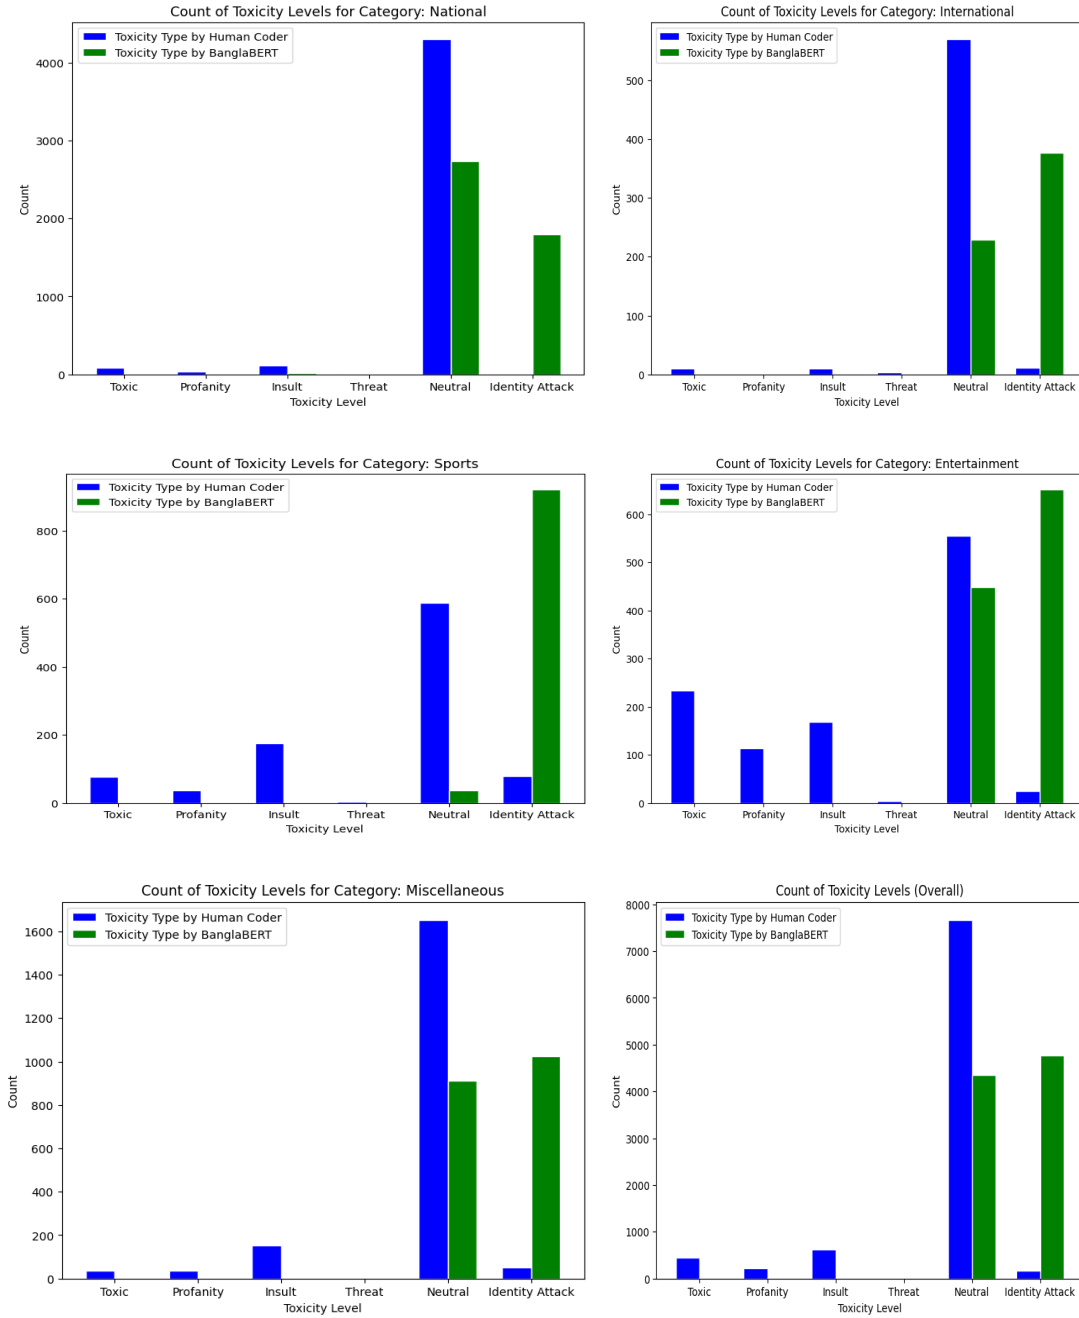 Count of Toxicity Levels for Category: National
Toxicity Type by Human Coder
Toxicity Type by BanglaBERT
4000
3000
2000
1000
0
Count
Toxic Profanity Insult Threat Neutral Identity Attack
Toxicity Level
Count of Toxicity Levels for Category: International
Toxicity Type by Human Coder
Toxicity Type by BanglaBERT
500
400
300
200
100
0
Count
Toxic Profanity Insult Threat Neutral Identity Attack
Toxicity Level
Count of Toxicity Levels for Category: Sports
Toxicity Type by Human Coder
Toxicity Type by BanglaBERT
800
600
400
200
0
Count
Toxic Profanity Insult Threat Neutral Identity Attack
Toxicity Level
Count of Toxicity Levels for Category: Entertainment
Toxicity Type by Human Coder
Toxicity Type by BanglaBERT
600
500
400
300
200
100
0
Count
Toxic Profanity Insult Threat Neutral Identity Attack
Toxicity Level
Count of Toxicity Levels for Category: Miscellaneous
Toxicity Type by Human Coder
Toxicity Type by BanglaBERT
1600
1400
1200
1000
800
600
400
200
0
Count
Toxic Profanity Insult Threat Neutral Identity Attack
Toxicity Level
Count of Toxicity Levels (Overall)
Toxicity Type by Human Coder
Toxicity Type by BanglaBERT
8000
7000
6000
5000
4000
3000
2000
1000
0
Count
Toxic Profanity Insult Threat Neutral Identity Attack
Toxicity Level